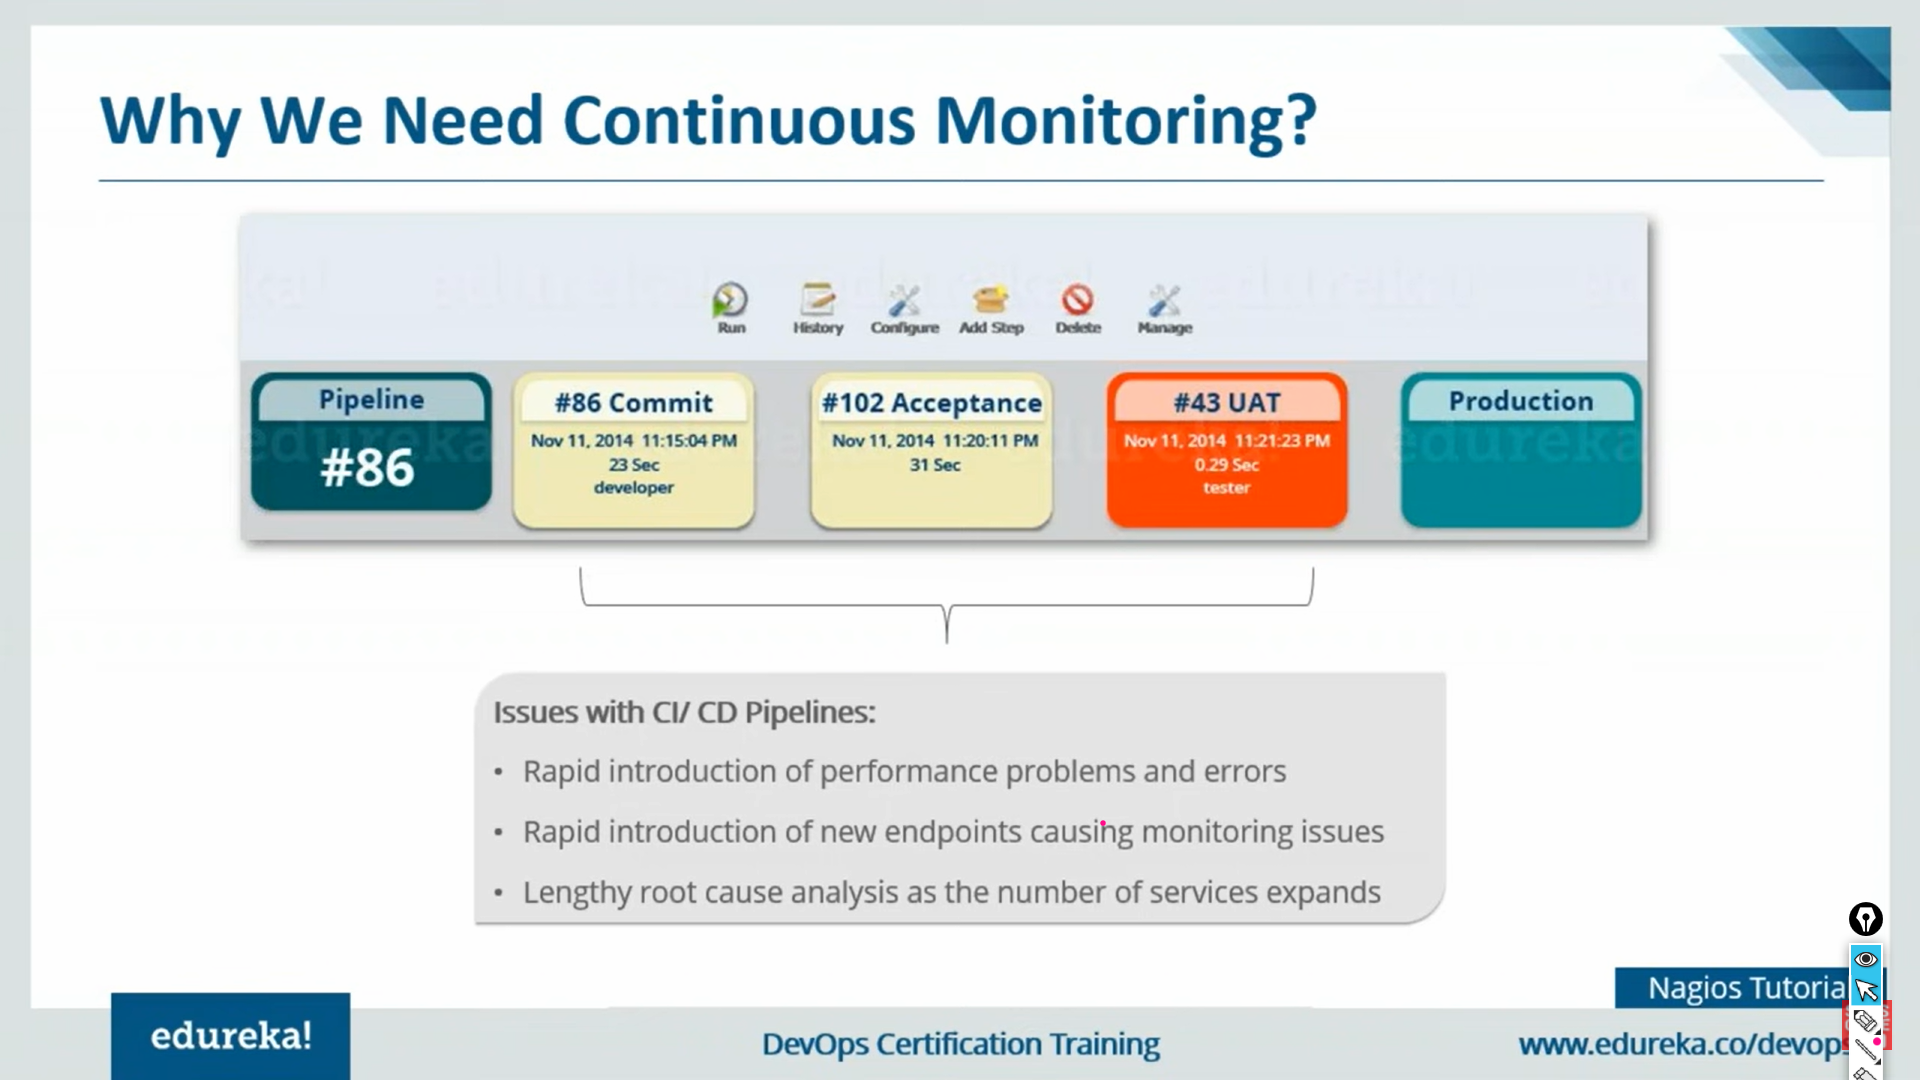 Why We Need Continuous Monitoring?
Run
History
Configure
Add Step
Delete
Manage
Pipeline
#86
#86 Commit
Nov 11, 2014 11:15:04 PM
23 Sec
developer
#102 Acceptance
Nov 11, 2014 11:20:11 PM
31 Sec
#43 UAT
Nov 11, 2014 11:21:23 PM
0.29 Sec
tester
Production
edureka!
Issues with CI/ CD Pipelines:
• Rapid introduction of performance problems and errors
• Rapid introduction of new endpoints causing monitoring issues
• Lengthy root cause analysis as the number of services expands
Nagios Tutoria
edureka!
DevOps Certification Training
www.edureka.co/devops